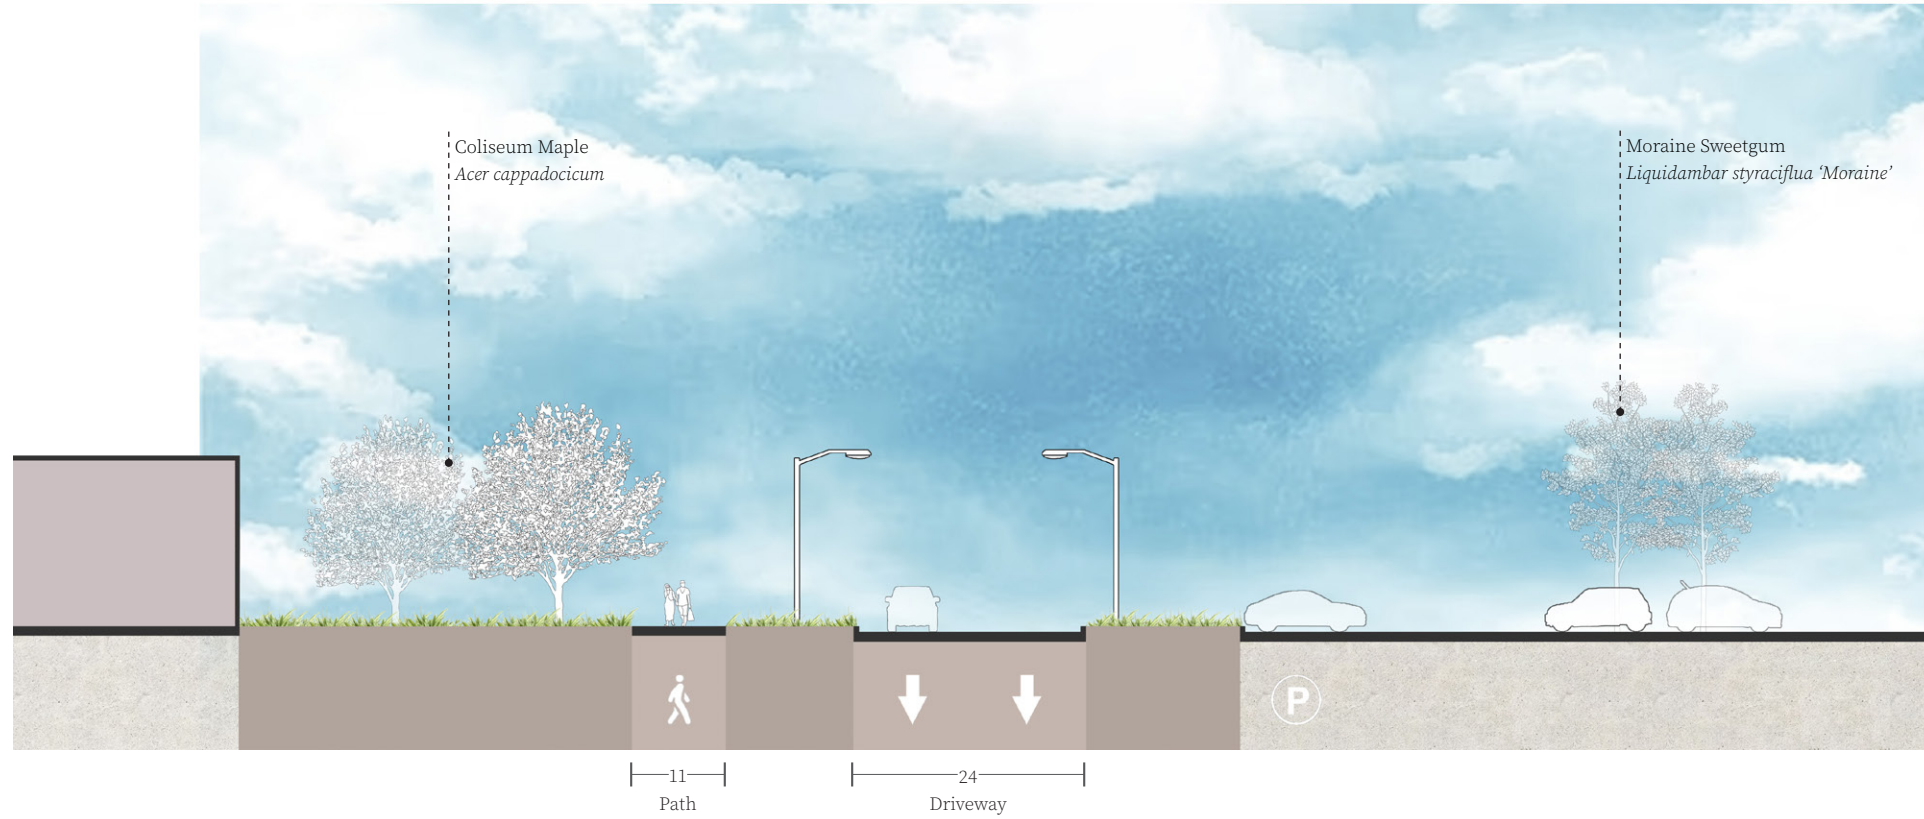 Coliseum Maple
Acer cappadocicum
Moraine Sweetgum
Liquidambar styraciflua ‘Moraine’
P
11
Path
24
Driveway